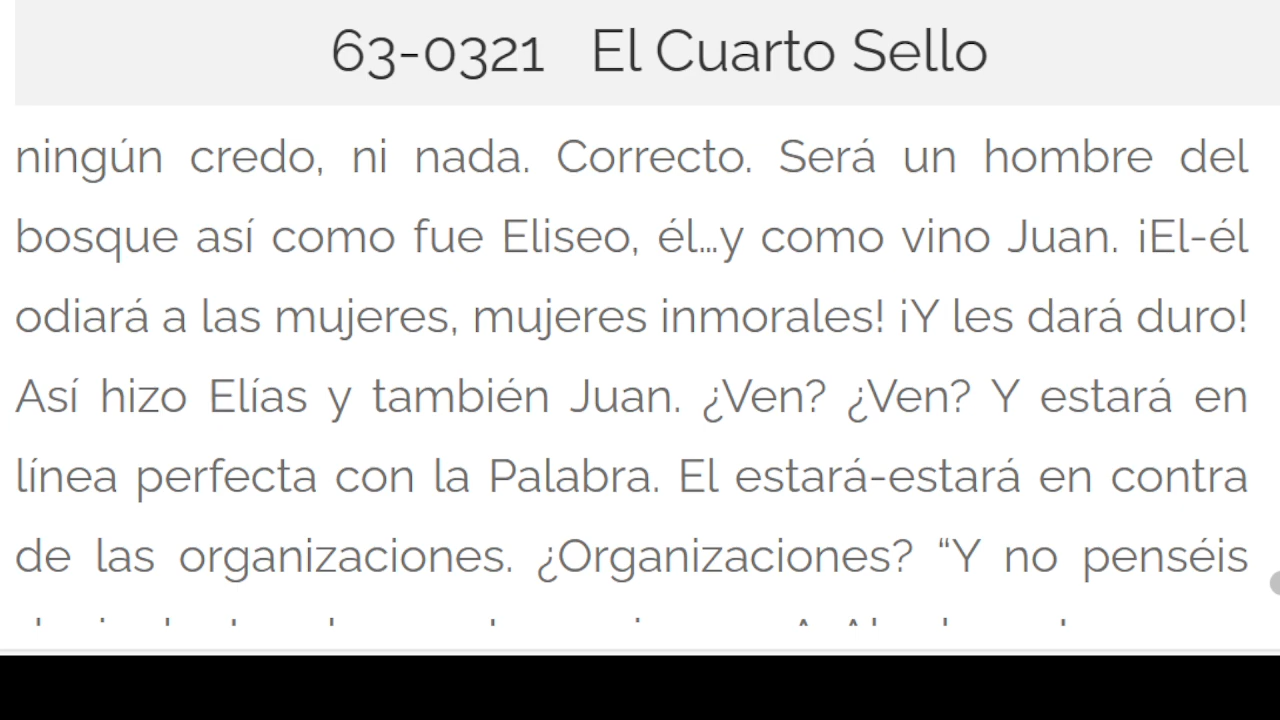 63-0321 El Cuarto Sello
ningún credo, ni nada. Correcto. Será un hombre del
bosque así como fue Eliseo, él...y como vino Juan. ¡El-él
odiará a las mujeres, mujeres inmorales! ¡Y les dará duro!
Así hizo Elías y también Juan. ¿Ven? ¿Ven? Y estará en
línea perfecta con la Palabra. El estará-estará en contra
de las organizaciones. ¿Organizaciones? “Y no penséis